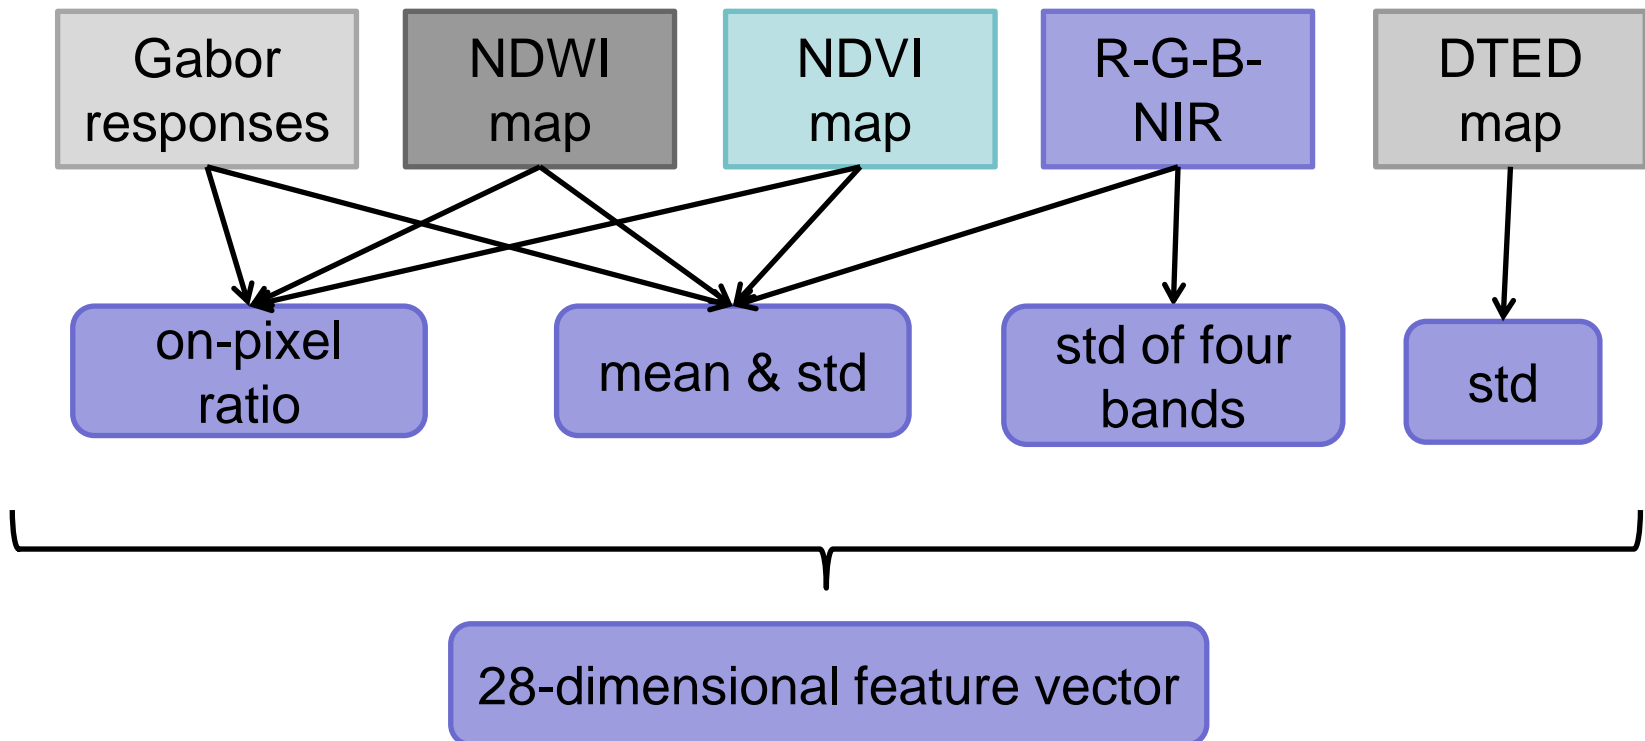 Gabor
responses
NDWI
map
NDVI
map
R-G-B-
NIR
DTED
map
on-pixel
ratio
mean & std
std of four
bands
std
28-dimensional feature vector